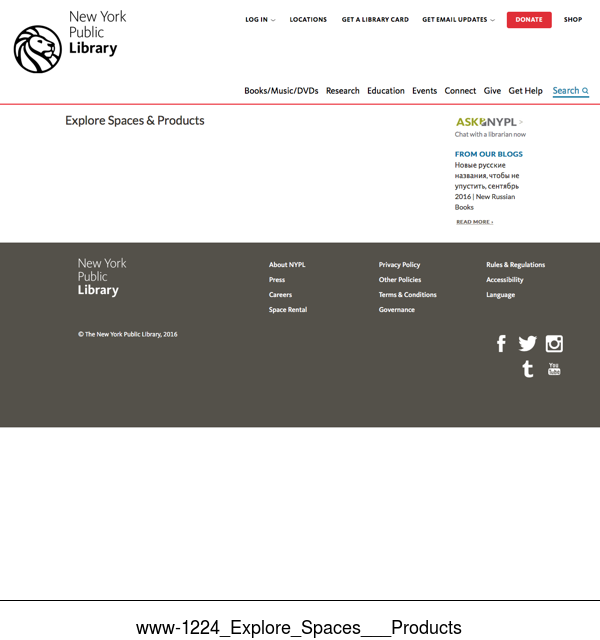 New York
Public
Library
LOG IN
LOCATIONS
GET A LIBRARY CARD
GET EMAIL UPDATES
DONATE
SHOP
Books/Music/DVDs
Research
Education
Events
Connect
Give
Get Help
Search
Explore Spaces & Products
ASK NYPL >
Chat with a librarian now
FROM OUR BLOGS
Новые русские
названия, чтобы не
упустить, сентябрь
2016 | New Russian
Books
READ MORE ›
New York
Public
Library
About NYPL
Press
Careers
Space Rental
Privacy Policy
Other Policies
Terms & Conditions
Governance
Rules & Regulations
Accessibility
Language
© The New York Public Library, 2016
You
Tube
www-1224_Explore_Spaces___Products